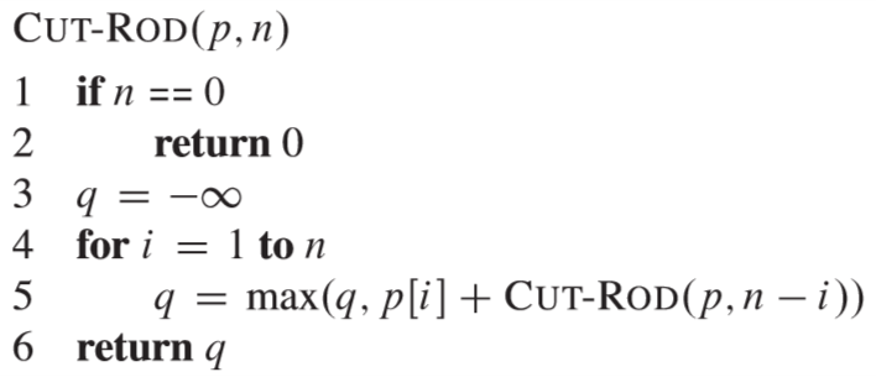 CUT-ROD(p, n)
1 if n == 0
2 return 0
3 q = −∞
4 for i = 1 to n
5 q = max(q, p[i] + CUT-ROD(p, n − i))
6 return q